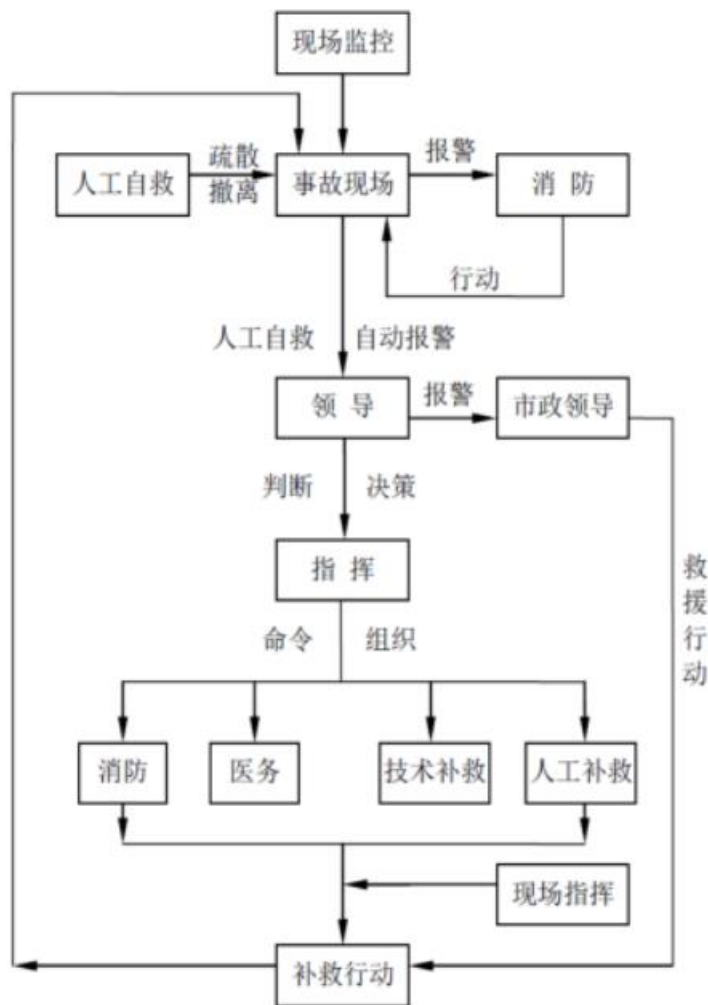 现场监控
人工自救
疏散
撤离
事故现场
报警
消 防
行动
人工自救
自动报警
领 导
报警
市政领导
判断
决策
指 挥
救援行动
命令
组织
消防
医务
技术补救
人工补救
现场指挥
补救行动